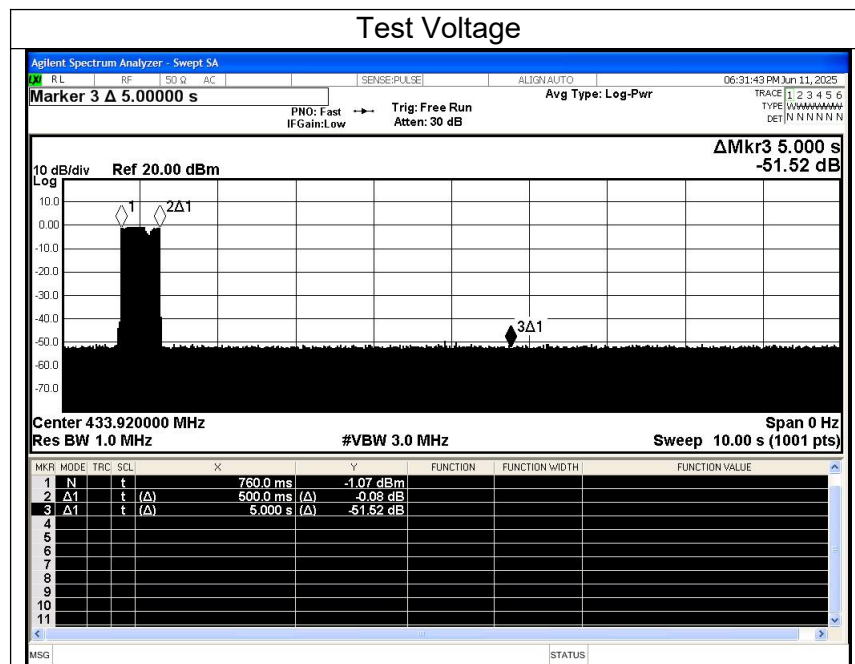 Test Voltage
Agilent Spectrum Analyzer - Swept SA
LXI RL RF 50 Ω AC SENSE:PULSE ALIGN AUTO 06:31:43 PM Jun 11, 2025
Marker 3 Δ 5.00000 s
PNO: Fast
IFGain:Low
Trig: Free Run
Atten: 30 dB
Avg Type: Log-Pwr
TRACE 1 2 3 4 5 6
TYPE
DET N N N N N N
ΔMkr3 5.000 s
-51.52 dB
10 dB/div Ref 20.00 dBm
Log
10.0
0.00
-10.0
-20.0
-30.0
-40.0
-50.0
-60.0
-70.0
1
2Δ1
3Δ1
Center 433.920000 MHz Span 0 Hz
Res BW 1.0 MHz #VBW 3.0 MHz Sweep 10.00 s (1001 pts)
MKR MODE TRC SCL X Y FUNCTION FUNCTION WIDTH FUNCTION VALUE
1 N t 760.0 ms -1.07 dBm
2 Δ1 t (Δ) 500.0 ms (Δ) -0.08 dB
3 Δ1 t (Δ) 5.000 s (Δ) -51.52 dB
4
5
6
7
8
9
10
11
MSG STATUS